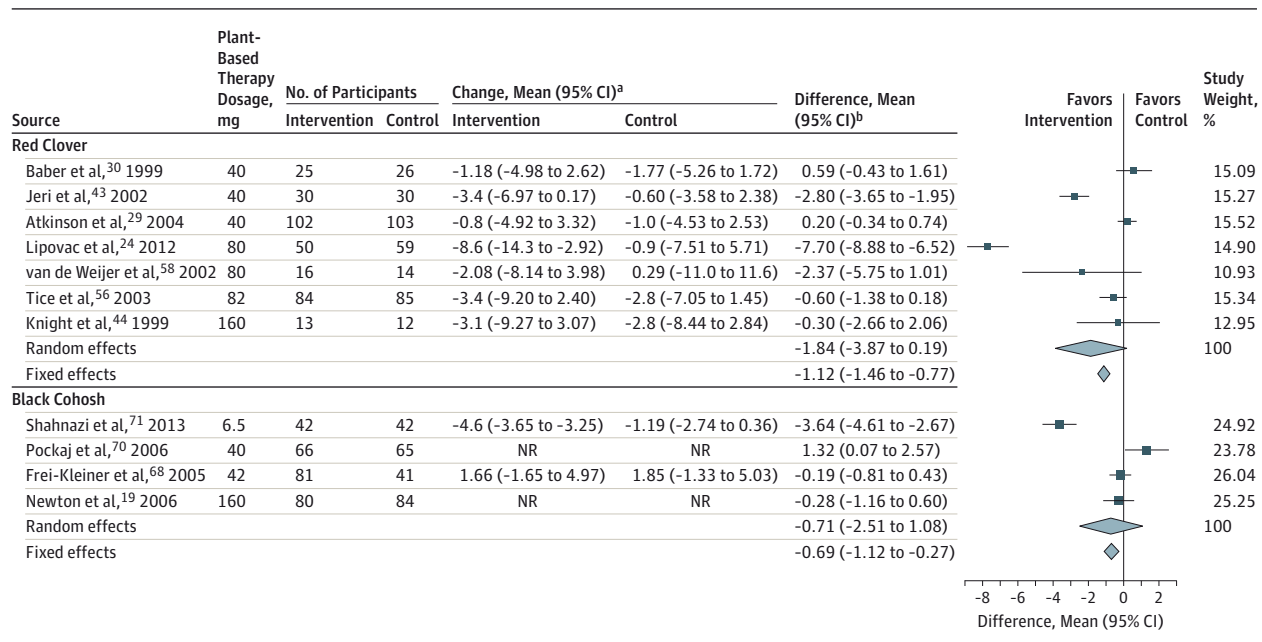 Source Plant-Based Therapy Dosage, mg No. of Participants Change, Mean (95% CI)a Difference, Mean (95% CI)b Favors Intervention Favors Control Study Weight, %
Intervention Control Intervention Control
Red Clover
Baber et al,30 1999 40 25 26 -1.18 (-4.98 to 2.62) -1.77 (-5.26 to 1.72) 0.59 (-0.43 to 1.61) 15.09
Jeri et al,43 2002 40 30 30 -3.4 (-6.97 to 0.17) -0.60 (-3.58 to 2.38) -2.80 (-3.65 to -1.95) 15.27
Atkinson et al,29 2004 40 102 103 -0.8 (-4.92 to 3.32) -1.0 (-4.53 to 2.53) 0.20 (-0.34 to 0.74) 15.52
Lipovac et al,24 2012 80 50 59 -8.6 (-14.3 to -2.92) -0.9 (-7.51 to 5.71) -7.70 (-8.88 to -6.52) 14.90
van de Weijer et al,58 2002 80 16 14 -2.08 (-8.14 to 3.98) 0.29 (-11.0 to 11.6) -2.37 (-5.75 to 1.01) 10.93
Tice et al,56 2003 82 84 85 -3.4 (-9.20 to 2.40) -2.8 (-7.05 to 1.45) -0.60 (-1.38 to 0.18) 15.34
Knight et al,44 1999 160 13 12 -3.1 (-9.27 to 3.07) -2.8 (-8.44 to 2.84) -0.30 (-2.66 to 2.06) 12.95
Random effects -1.84 (-3.87 to 0.19) 100
Fixed effects -1.12 (-1.46 to -0.77)
Black Cohosh
Shahnazi et al,71 2013 6.5 42 42 -4.6 (-3.65 to -3.25) -1.19 (-2.74 to 0.36) -3.64 (-4.61 to -2.67) 24.92
Pockaj et al,70 2006 40 66 65 NR NR 1.32 (0.07 to 2.57) 23.78
Frei-Kleiner et al,68 2005 42 81 41 1.66 (-1.65 to 4.97) 1.85 (-1.33 to 5.03) -0.19 (-0.81 to 0.43) 26.04
Newton et al,19 2006 160 80 84 NR NR -0.28 (-1.16 to 0.60) 25.25
Random effects -0.71 (-2.51 to 1.08) 100
Fixed effects -0.69 (-1.12 to -0.27)
-8 -6 -4 -2 0 2
Difference, Mean (95% CI)